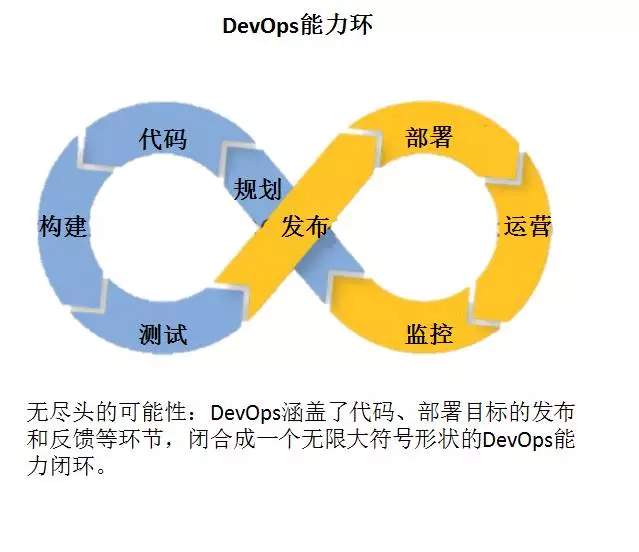 DevOps能力环
代码
部署
规划
构建
发布
运营
测试
监控
无尽头的可能性：DevOps涵盖了代码、部署目标的发布
和反馈等环节，闭合成一个无限大符号形状的DevOps能
力闭环。